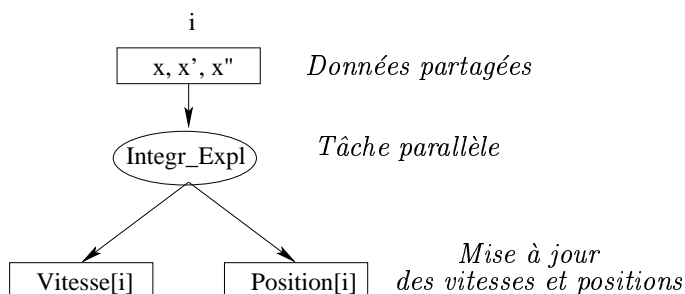 i
x, x', x"
Données partagées
Integr_Expl
Tâche parallèle
Mise à jour
Vitesse[i]
Position[i]
des vitesses et positions